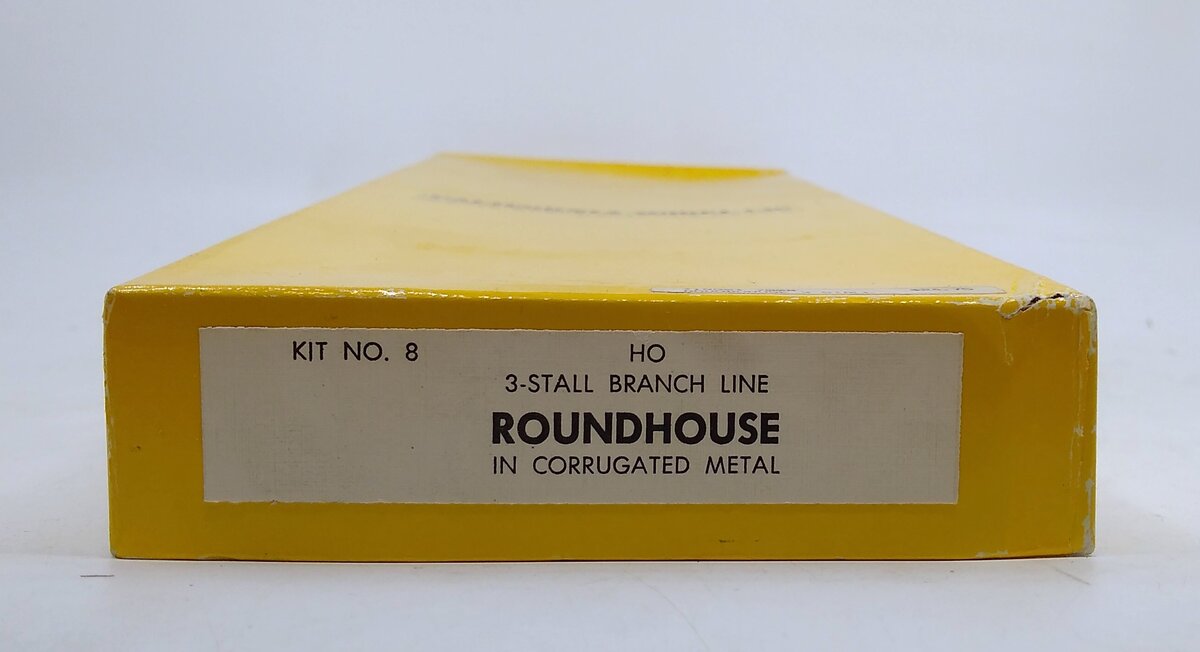 KIT NO. 8
HO
3-STALL BRANCH LINE
ROUNDHOUSE
IN CORRUGATED METAL